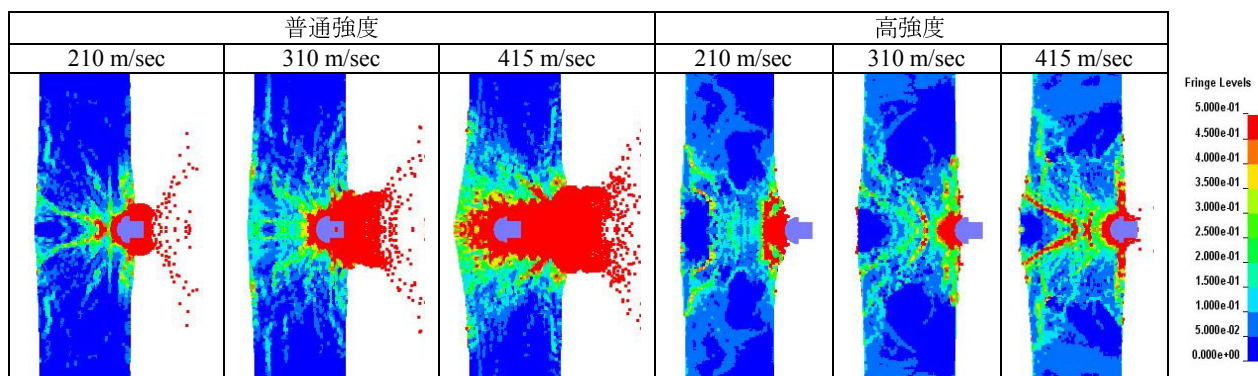 普通強度 高強度
210 m/sec 310 m/sec 415 m/sec 210 m/sec 310 m/sec 415 m/sec
Fringe Levels
5.000e-01
4.500e-01
4.000e-01
3.500e-01
3.000e-01
2.500e-01
2.000e-01
1.500e-01
1.000e-01
5.000e-02
0.000e+00